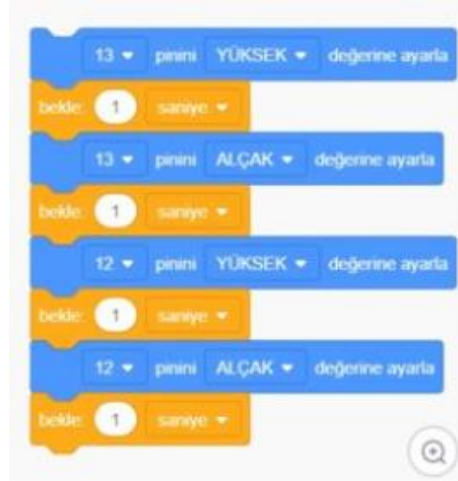 13 pinini YÜKSEK değerine ayarla
bekle: 1 saniye
13 pinini ALÇAK değerine ayarla
bekle: 1 saniye
12 pinini YÜKSEK değerine ayarla
bekle: 1 saniye
12 pinini ALÇAK değerine ayarla
bekle: 1 saniye